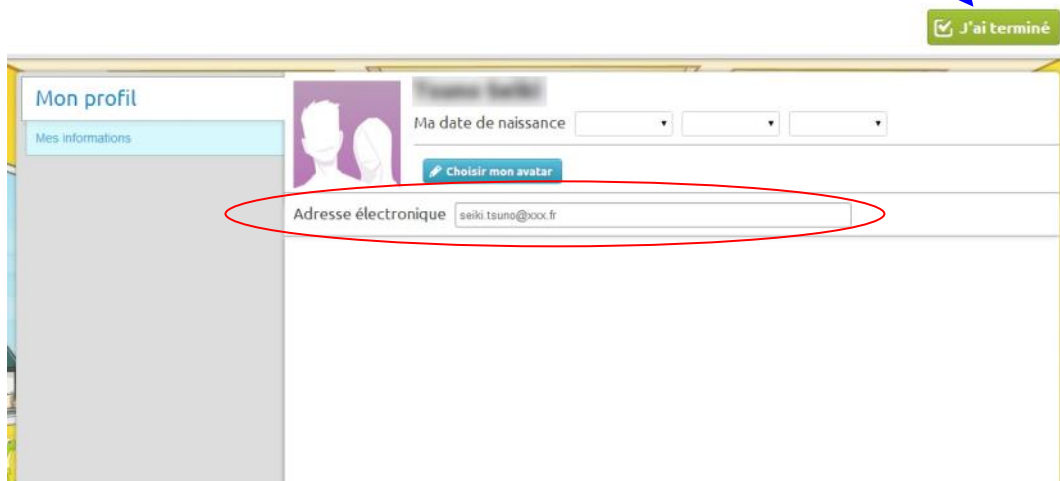 J'ai terminé
Mon profil
Mes informations
Ma date de naissance
Choisir mon avatar
Adresse électronique seiki.tsuno@xxx.fr